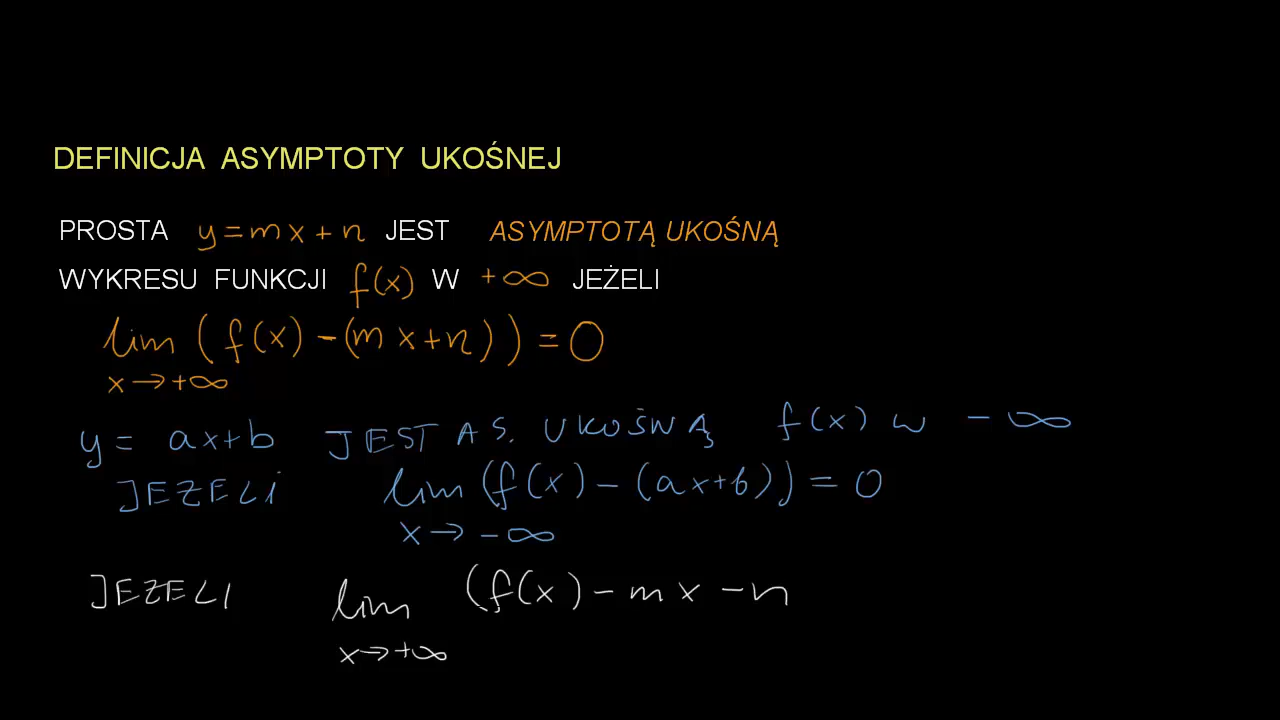 DEFINICJA ASYMPTOTY UKOŚNEJ
PROSTA y=mx+n JEST ASYMPTOTĄ UKOŚNĄ
WYKRESU FUNKCJI f(x) W +∞ JEŻELI
lim (f(x)-(mx+n))=0
x→+∞
y= ax+b JEST AS. UKOŚNĄ f(x) w -∞
JEZELI lim (f(x)-(ax+b))=0
x→-∞
JEZELI lim (f(x)-mx-n
x→+∞